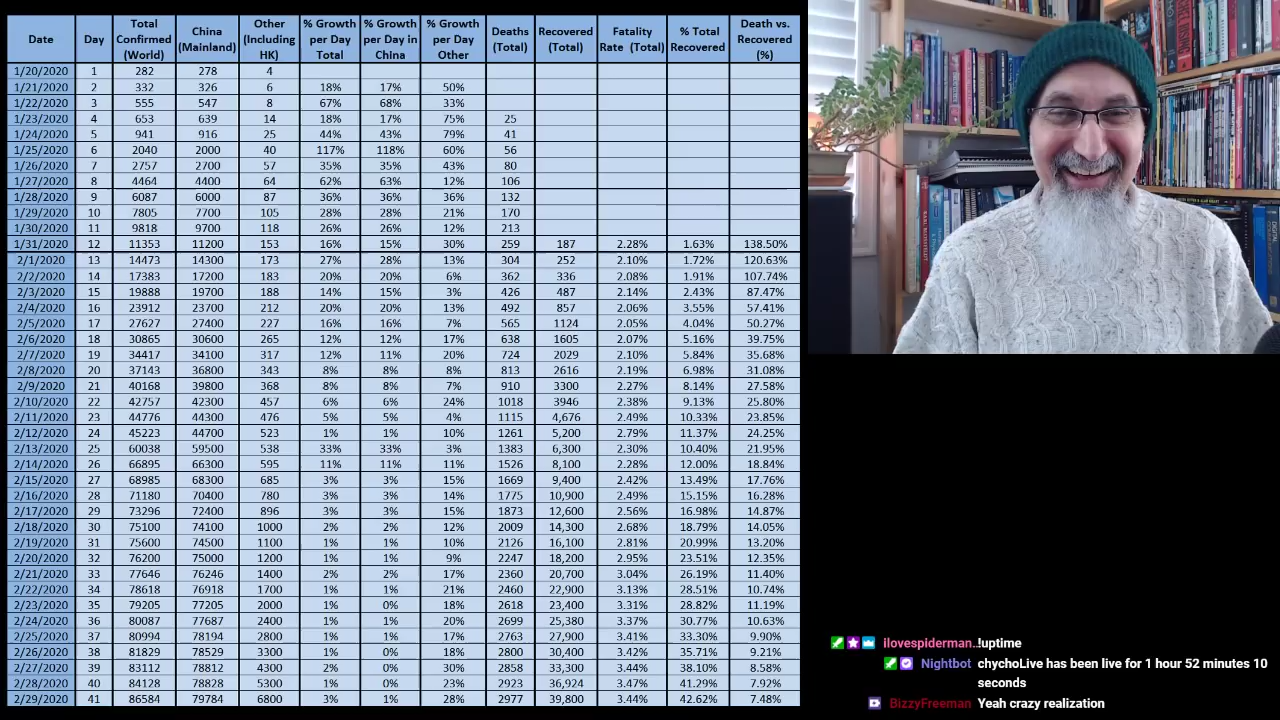 Date Day Total Confirmed (World) China (Mainland) Other (Including HK) % Growth per Day Total % Growth per Day in China % Growth per Day Other Deaths (Total) Recovered (Total) Fatality Rate (Total) % Total Recovered Death vs. Recovered (%)
1/20/2020 1 282 278 4
1/21/2020 2 332 326 6 18% 17% 50%
1/22/2020 3 555 547 8 67% 68% 33%
1/23/2020 4 653 639 14 18% 17% 75% 25
1/24/2020 5 941 916 25 44% 43% 79% 41
1/25/2020 6 2040 2000 40 117% 118% 60% 56
1/26/2020 7 2757 2700 57 35% 35% 43% 80
1/27/2020 8 4464 4400 64 62% 63% 12% 106
1/28/2020 9 6087 6000 87 36% 36% 36% 132
1/29/2020 10 7805 7700 105 28% 28% 21% 170
1/30/2020 11 9818 9700 118 26% 26% 12% 213
1/31/2020 12 11353 11200 153 16% 15% 30% 259 187 2.28% 1.63% 138.50%
2/1/2020 13 14473 14300 173 27% 28% 13% 304 252 2.10% 1.72% 120.63%
2/2/2020 14 17383 17200 183 20% 20% 6% 362 336 2.08% 1.91% 107.74%
2/3/2020 15 19888 19700 188 14% 15% 3% 426 487 2.14% 2.43% 87.47%
2/4/2020 16 23912 23700 212 20% 20% 13% 492 857 2.06% 3.55% 57.41%
2/5/2020 17 27627 27400 227 16% 16% 7% 565 1124 2.05% 4.04% 50.27%
2/6/2020 18 30865 30600 265 12% 12% 17% 638 1605 2.07% 5.16% 39.75%
2/7/2020 19 34417 34100 317 12% 11% 20% 724 2029 2.10% 5.84% 35.68%
2/8/2020 20 37143 36800 343 8% 8% 8% 813 2616 2.19% 6.98% 31.08%
2/9/2020 21 40168 39800 368 8% 8% 7% 910 3300 2.27% 8.14% 27.58%
2/10/2020 22 42757 42300 457 6% 6% 24% 1018 3946 2.38% 9.13% 25.80%
2/11/2020 23 44776 44300 476 5% 5% 4% 1115 4,676 2.49% 10.33% 23.85%
2/12/2020 24 45223 44700 523 1% 1% 10% 1261 5,200 2.79% 11.37% 24.25%
2/13/2020 25 60038 59500 538 33% 33% 3% 1383 6,300 2.30% 10.40% 21.95%
2/14/2020 26 66895 66300 595 11% 11% 11% 1526 8,100 2.28% 12.00% 18.84%
2/15/2020 27 68985 68300 685 3% 3% 15% 1669 9,400 2.42% 13.49% 17.76%
2/16/2020 28 71180 70400 780 3% 3% 14% 1775 10,900 2.49% 15.15% 16.28%
2/17/2020 29 73296 72400 896 3% 3% 15% 1873 12,600 2.56% 16.98% 14.87%
2/18/2020 30 75100 74100 1000 2% 2% 12% 2009 14,300 2.68% 18.79% 14.05%
2/19/2020 31 75600 74500 1100 1% 1% 10% 2126 16,100 2.81% 20.99% 13.20%
2/20/2020 32 76200 75000 1200 1% 1% 9% 2247 18,200 2.95% 23.51% 12.35%
2/21/2020 33 77646 76246 1400 2% 2% 17% 2360 20,700 3.04% 26.19% 11.40%
2/22/2020 34 78618 76918 1700 1% 1% 21% 2460 22,900 3.13% 28.51% 10.74%
2/23/2020 35 79205 77205 2000 1% 0% 18% 2618 23,400 3.31% 28.82% 11.19%
2/24/2020 36 80087 77687 2400 1% 1% 20% 2699 25,380 3.37% 30.77% 10.63%
2/25/2020 37 80994 78194 2800 1% 1% 17% 2763 27,900 3.41% 33.30% 9.90%
2/26/2020 38 81829 78529 3300 1% 0% 18% 2800 30,400 3.42% 35.71% 9.21%
2/27/2020 39 83112 78812 4300 2% 0% 30% 2858 33,300 3.44% 38.10% 8.58%
2/28/2020 40 84128 78828 5300 1% 0% 23% 2923 36,924 3.47% 41.29% 7.92%
2/29/2020 41 86584 79784 6800 3% 1% 28% 2977 39,800 3.44% 42.62% 7.48%
ilovespiderman..!uptime
Nightbot chychoLive has been live for 1 hour 52 minutes 10
seconds
BizzyFreeman Yeah crazy realization